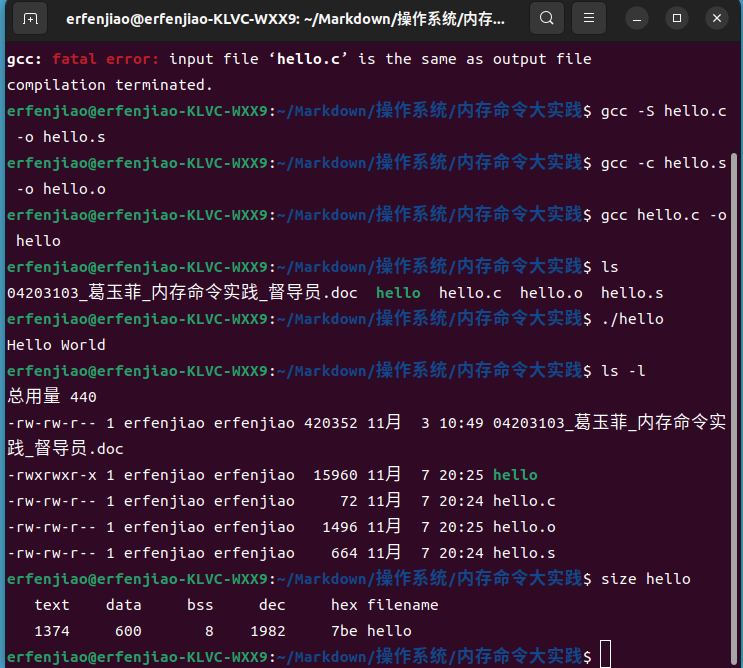 erfenjiao@erfenjiao-KLVC-WXX9: ~/Markdown/操作系统/内存...
gcc: fatal error: input file ‘hello.c’ is the same as output file
compilation terminated.
erfenjiao@erfenjiao-KLVC-WXX9:~/Markdown/操作系统/内存命令大实践$ gcc -S hello.c
 -o hello.s
erfenjiao@erfenjiao-KLVC-WXX9:~/Markdown/操作系统/内存命令大实践$ gcc -c hello.s
-o hello.o
erfenjiao@erfenjiao-KLVC-WXX9:~/Markdown/操作系统/内存命令大实践$ gcc hello.c -o
 hello
erfenjiao@erfenjiao-KLVC-WXX9:~/Markdown/操作系统/内存命令大实践$ ls
04203103_葛玉菲_内存命令实践_督导员.doc  hello  hello.c  hello.o  hello.s
erfenjiao@erfenjiao-KLVC-WXX9:~/Markdown/操作系统/内存命令大实践$ ./hello
Hello World
erfenjiao@erfenjiao-KLVC-WXX9:~/Markdown/操作系统/内存命令大实践$ ls -l
总用量 440
-rw-rw-r-- 1 erfenjiao erfenjiao 420352 11月  3 10:49 04203103_葛玉菲_内存命令实
践_督导员.doc
-rwxrwxr-x 1 erfenjiao erfenjiao  15960 11月  7 20:25 hello
-rw-rw-r-- 1 erfenjiao erfenjiao     72 11月  7 20:24 hello.c
-rw-rw-r-- 1 erfenjiao erfenjiao   1496 11月  7 20:25 hello.o
-rw-rw-r-- 1 erfenjiao erfenjiao    664 11月  7 20:24 hello.s
erfenjiao@erfenjiao-KLVC-WXX9:~/Markdown/操作系统/内存命令大实践$ size hello
   text    data     bss     dec     hex filename
   1374     600       8    1982     7be hello
erfenjiao@erfenjiao-KLVC-WXX9:~/Markdown/操作系统/内存命令大实践$